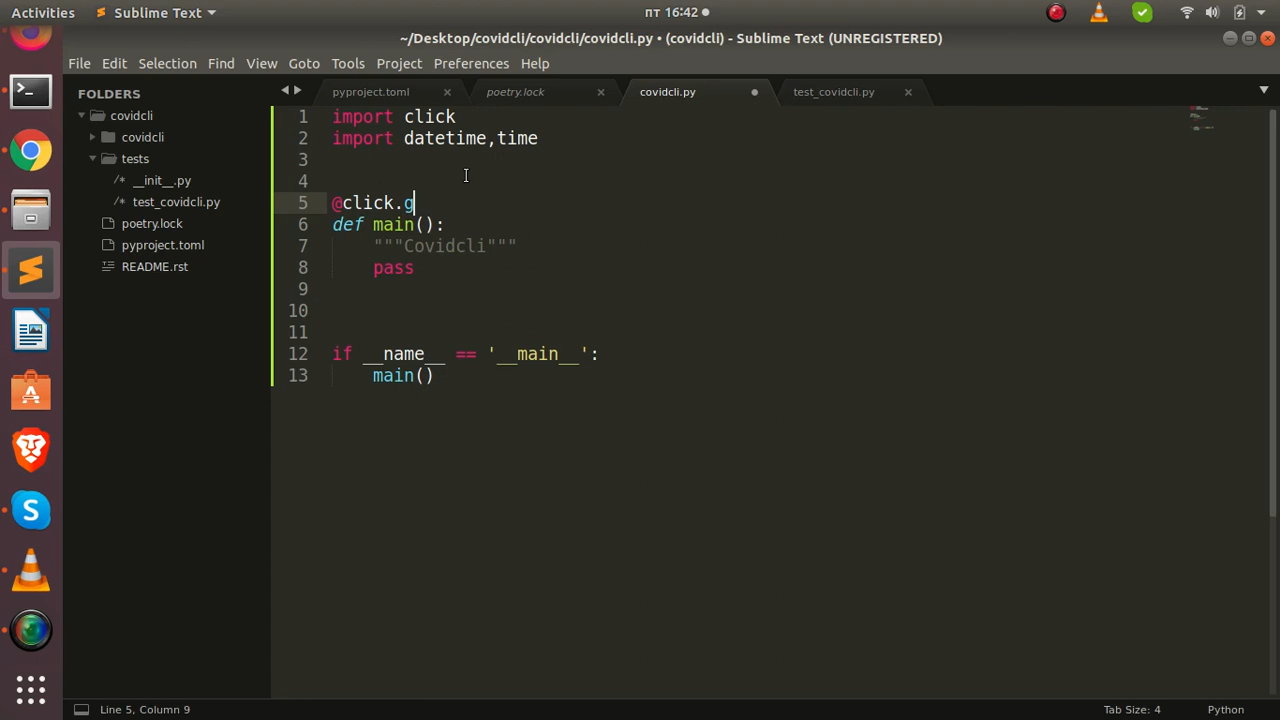 Activities
Sublime Text
пт 16:42
~/Desktop/covidcli/covidcli/covidcli.py • (covidcli) - Sublime Text (UNREGISTERED)
File Edit Selection Find View Goto Tools Project Preferences Help
FOLDERS
covidcli
covidcli
tests
__init__.py
test_covidcli.py
poetry.lock
pyproject.toml
README.rst
pyproject.toml
poetry.lock
covidcli.py
test_covidcli.py
1 import click
2 import datetime,time
3
4
5 @click.g
6 def main():
7 """Covidcli"""
8 pass
9
10
11
12 if __name__ == '__main__':
13 main()
Line 5, Column 9
Tab Size: 4
Python